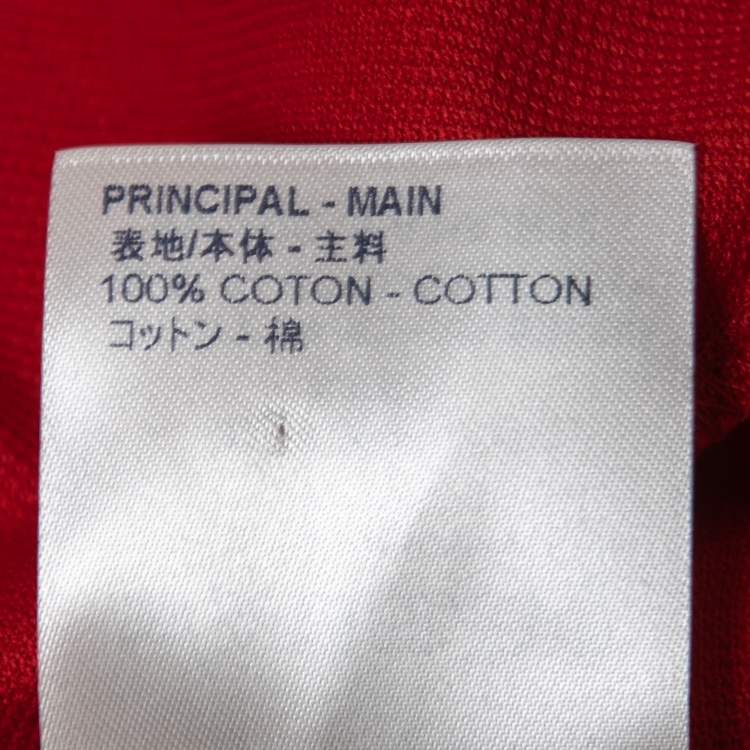 PRINCIPAL - MAIN
表地/本体 - 主料
100% COTON - COTTON
コットン - 棉